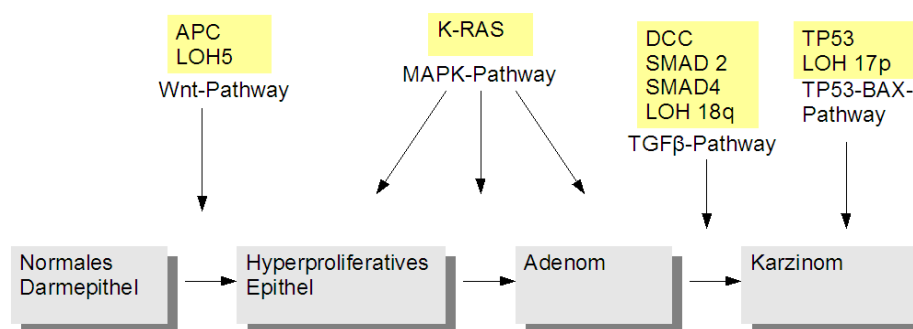 APC
LOH5
Wnt-Pathway
K-RAS
MAPK-Pathway
DCC
SMAD 2
SMAD4
LOH 18q
TGFβ-Pathway
TP53
LOH 17p
TP53-BAX-
Pathway
Normales
Darmepithel
Hyperproliferatives
Epithel
Adenom
Karzinom